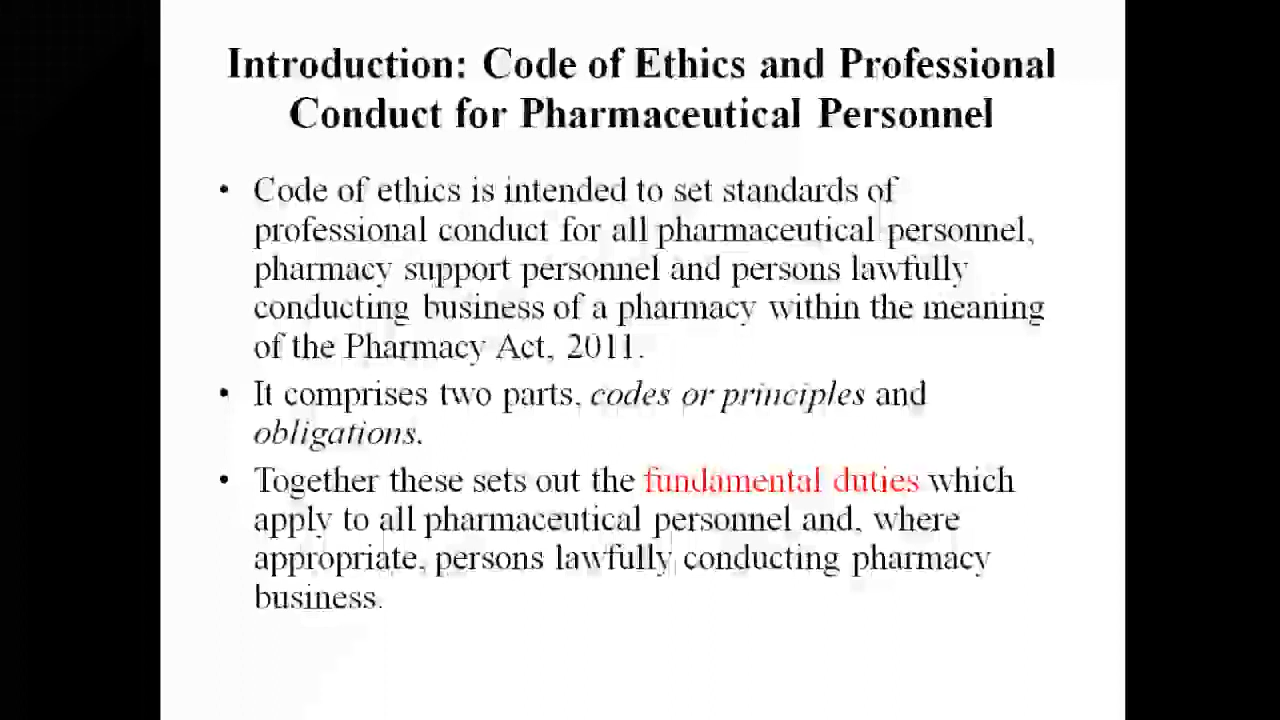 Introduction: Code of Ethics and Professional
Conduct for Pharmaceutical Personnel
• Code of ethics is intended to set standards of
professional conduct for all pharmaceutical personnel,
pharmacy support personnel and persons lawfully
conducting business of a pharmacy within the meaning
of the Pharmacy Act, 2011.
• It comprises two parts, codes or principles and
obligations.
• Together these sets out the fundamental duties which
apply to all pharmaceutical personnel and, where
appropriate, persons lawfully conducting pharmacy
business.